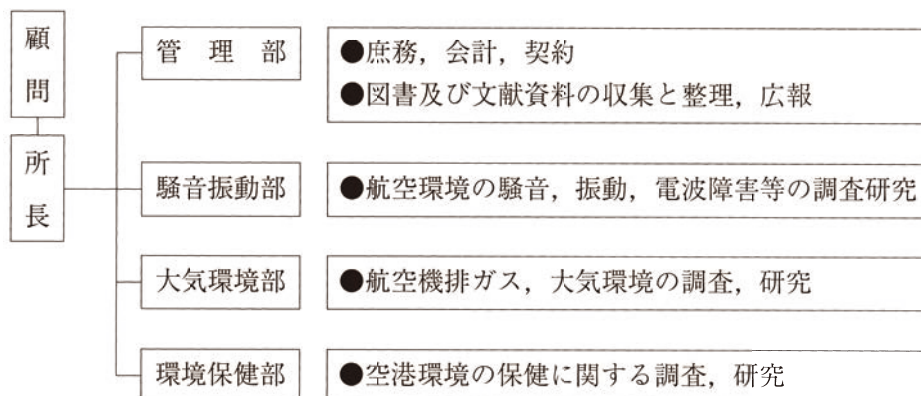 顧問
所長
管理部
●庶務，会計，契約
●図書及び文献資料の収集と整理，広報
騒音振動部
●航空環境の騒音，振動，電波障害等の調査研究
大気環境部
●航空機排ガス，大気環境の調査，研究
環境保健部
●空港環境の保健に関する調査，研究